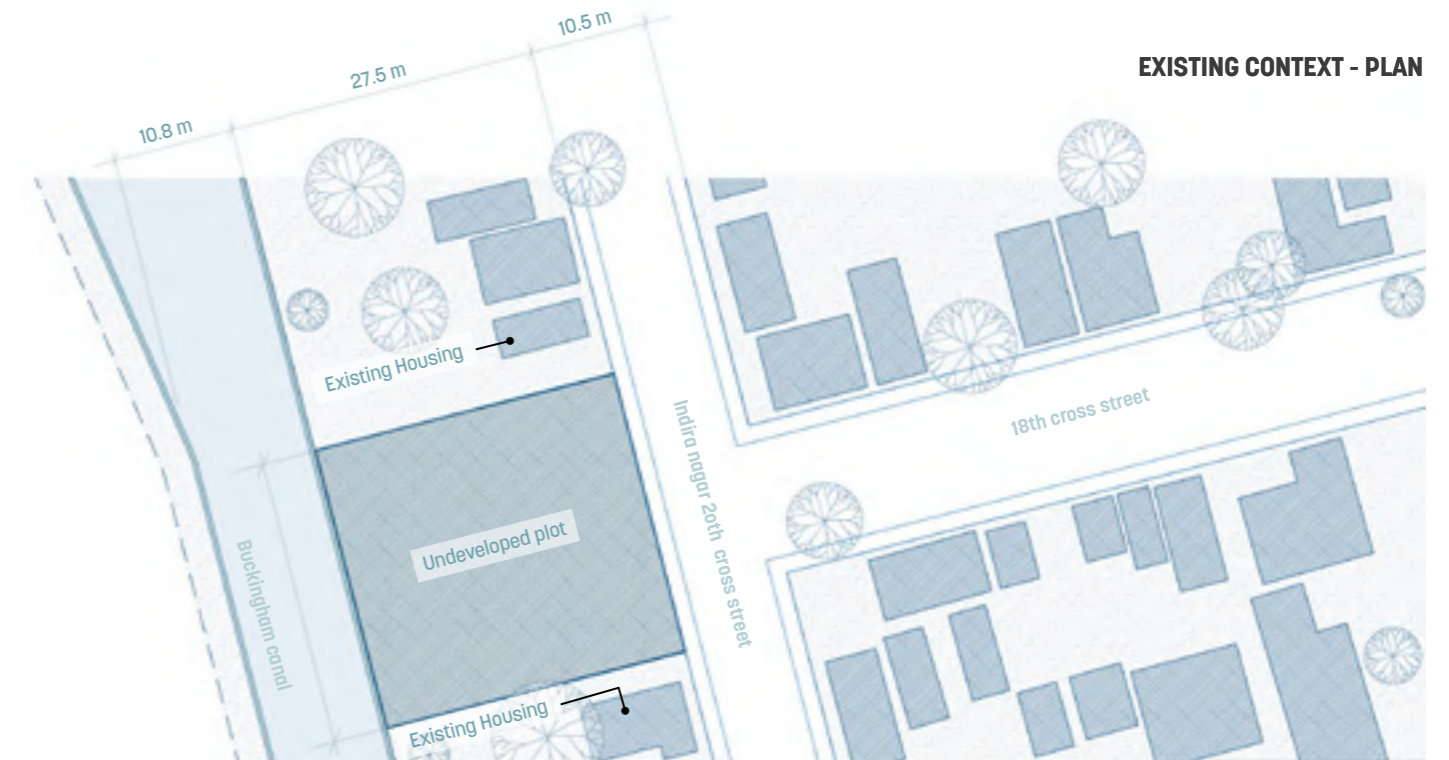 10.5 m
27.5 m
10.8 m
EXISTING CONTEXT - PLAN
Existing Housing
18th cross street
Indira nagar 20th cross street
Undeveloped plot
Buckingham canal
Existing Housing